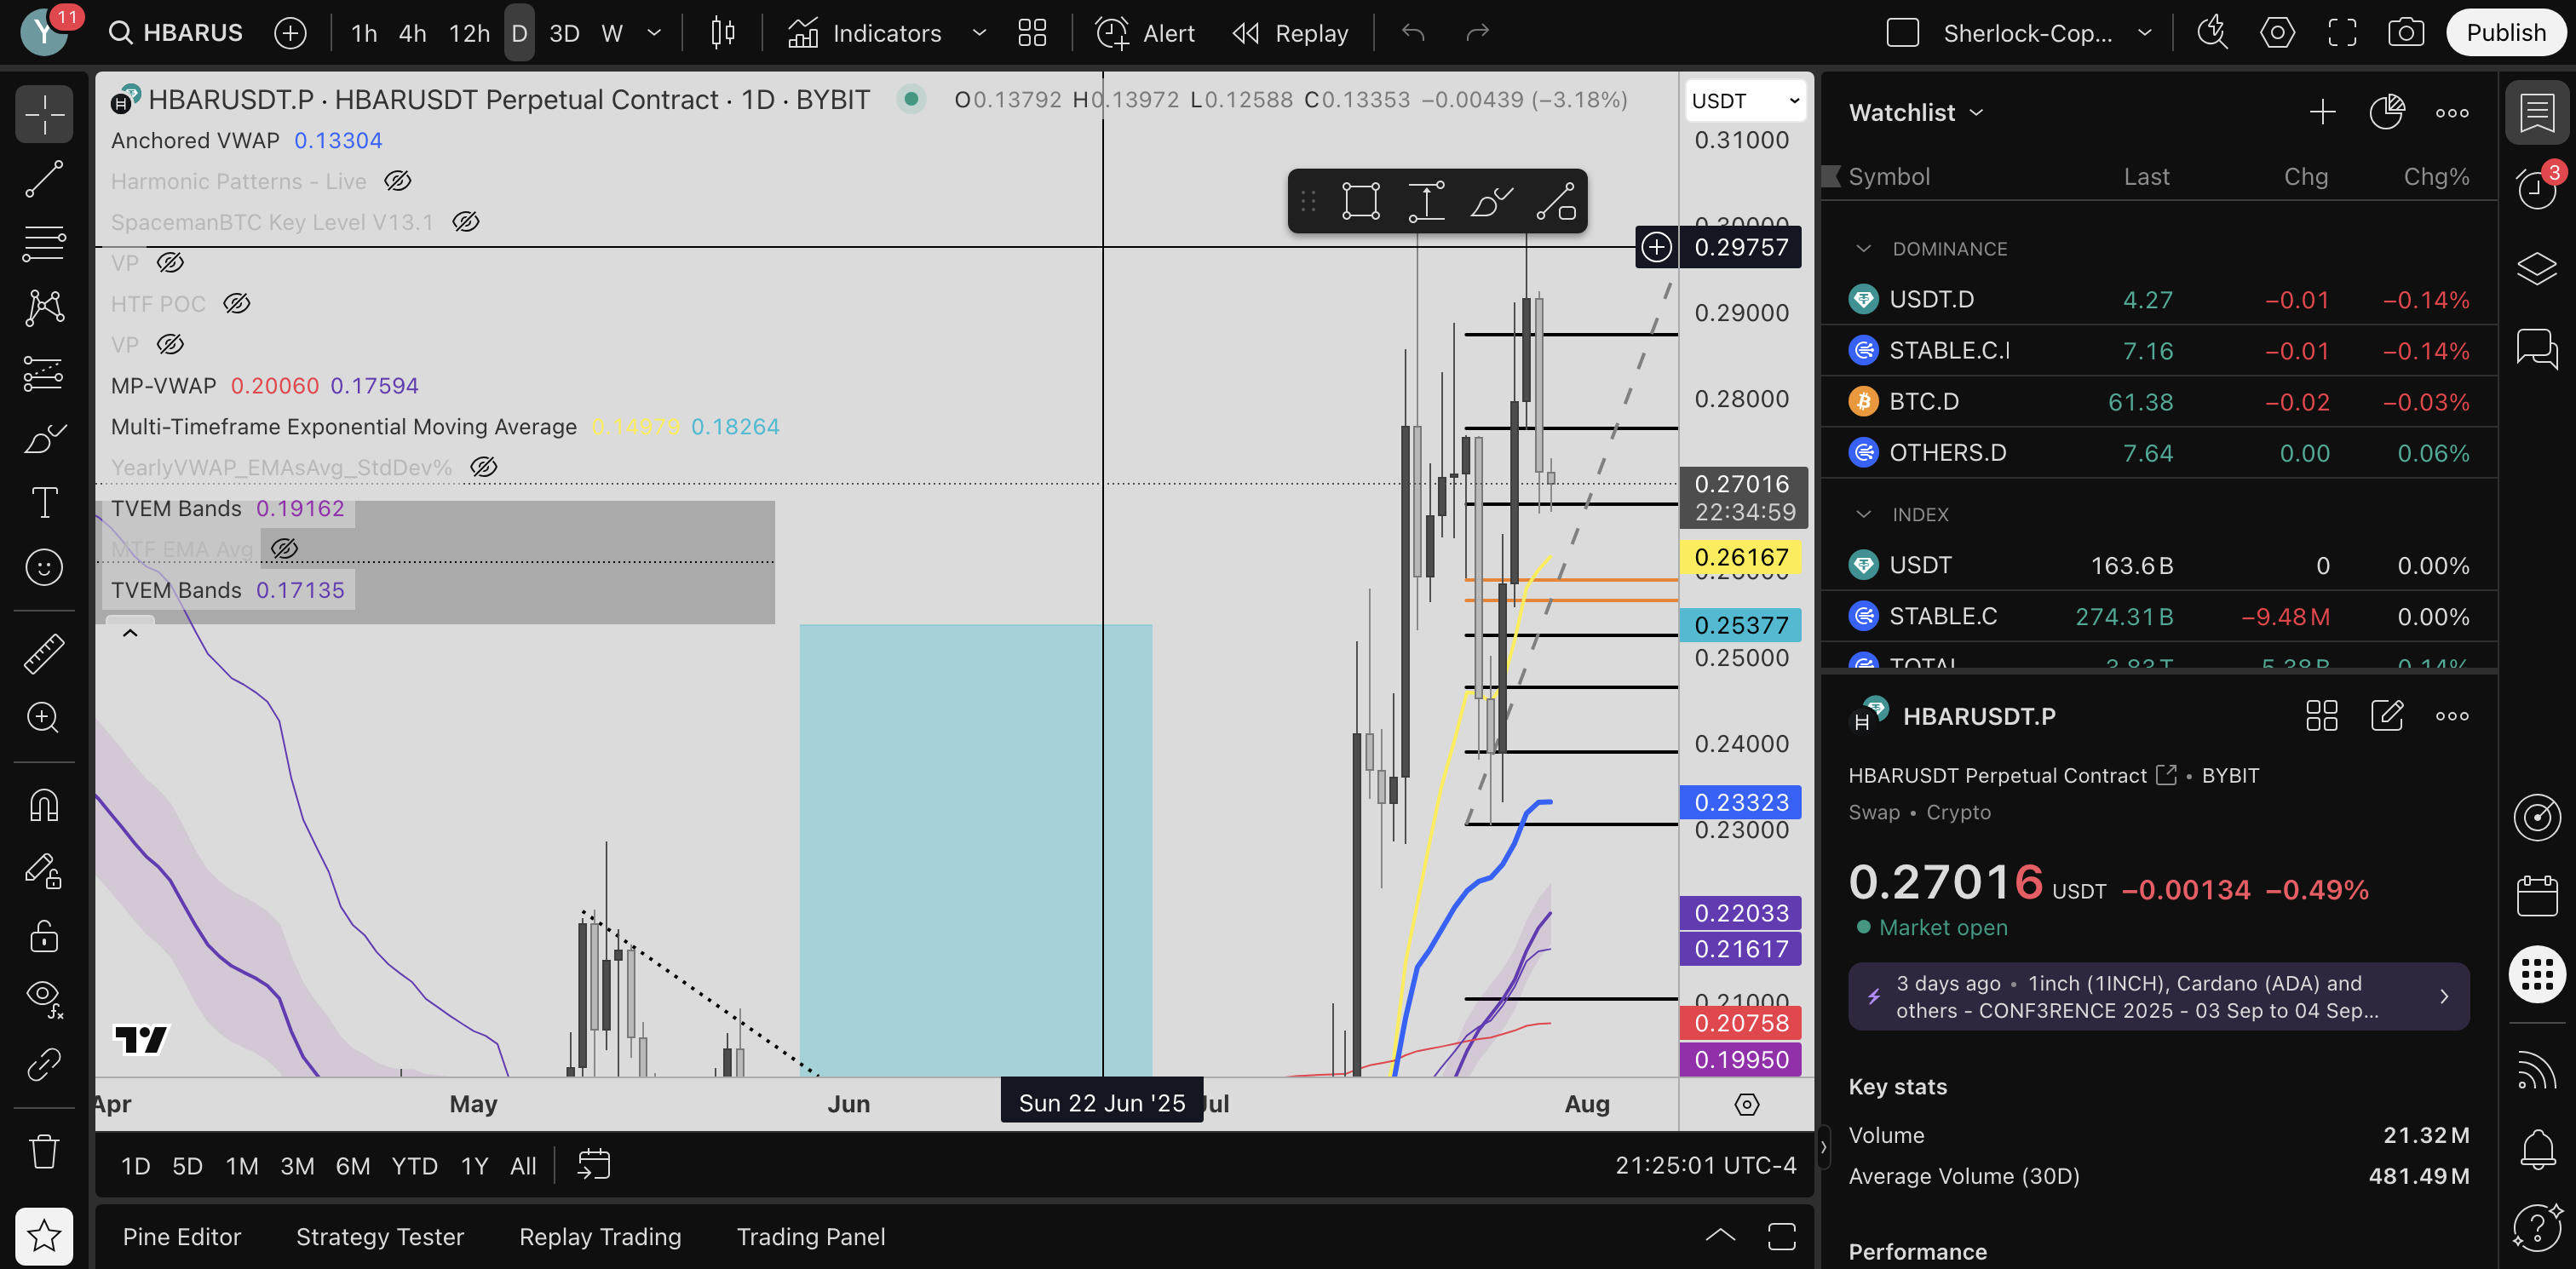 Y 11 HBARUS 1h 4h 12h D 3D W Indicators Alert Replay Sherlock-Cop... Publish
HBARUSDT.P · HBARUSDT Perpetual Contract · 1D · BYBIT O0.13792 H0.13972 L0.12588 C0.13353 −0.00439 (−3.18%)
Anchored VWAP 0.13304
Harmonic Patterns - Live
SpacemanBTC Key Level V13.1
VP
HTF POC
VP
MP-VWAP 0.20060 0.17594
Multi-Timeframe Exponential Moving Average 0.14979 0.18264
YearlyVWAP_EMAsAvg_StdDev%
TVEM Bands 0.19162
MTF EMA Avg
TVEM Bands 0.17135
USDT
0.31000
0.30000
0.29757
0.29000
0.28000
0.27016
22:34:59
0.26167
0.26000
0.25377
0.25000
0.24000
0.23323
0.23000
0.22033
0.21617
0.21000
0.20758
0.19950
Apr May Jun Sun 22 Jun '25 Jul Aug
1D 5D 1M 3M 6M YTD 1Y All 21:25:01 UTC-4
Pine Editor Strategy Tester Replay Trading Trading Panel
Watchlist
Symbol Last Chg Chg%
DOMINANCE
USDT.D 4.27 −0.01 −0.14%
STABLE.C.I 7.16 −0.01 −0.14%
BTC.D 61.38 −0.02 −0.03%
OTHERS.D 7.64 0.00 0.06%
INDEX
USDT 163.6 B 0 0.00%
STABLE.C 274.31 B −9.48 M 0.00%
TOTAL 3.83 T 5.38 B 0.14%
HBARUSDT.P
HBARUSDT Perpetual Contract • BYBIT
Swap • Crypto
0.27016 USDT −0.00134 −0.49%
Market open
3 days ago • 1inch (1INCH), Cardano (ADA) and
others - CONF3RENCE 2025 - 03 Sep to 04 Sep...
Key stats
Volume 21.32 M
Average Volume (30D) 481.49 M
Performance
3